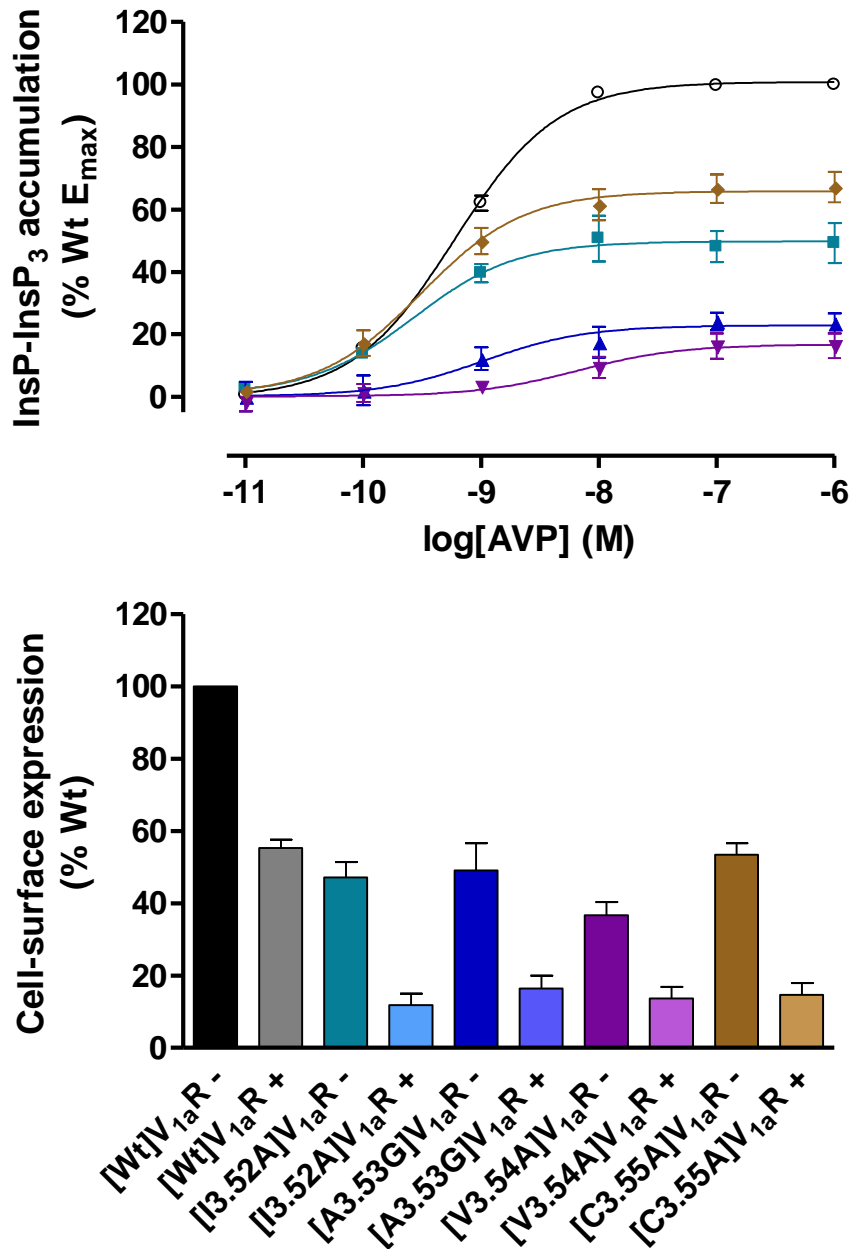 InsP-InsP₃ accumulation
(% Wt Eₘₐₓ)
120
100
80
60
40
20
0
-11 -10 -9 -8 -7 -6
log[AVP] (M)
Cell-surface expression
(% Wt)
120
100
80
60
40
20
0
[Wt]V₁ₐR -
[Wt]V₁ₐR +
[I3.52A]V₁ₐR -
[I3.52A]V₁ₐR +
[A3.53G]V₁ₐR -
[A3.53G]V₁ₐR +
[V3.54A]V₁ₐR -
[V3.54A]V₁ₐR +
[C3.55A]V₁ₐR -
[C3.55A]V₁ₐR +